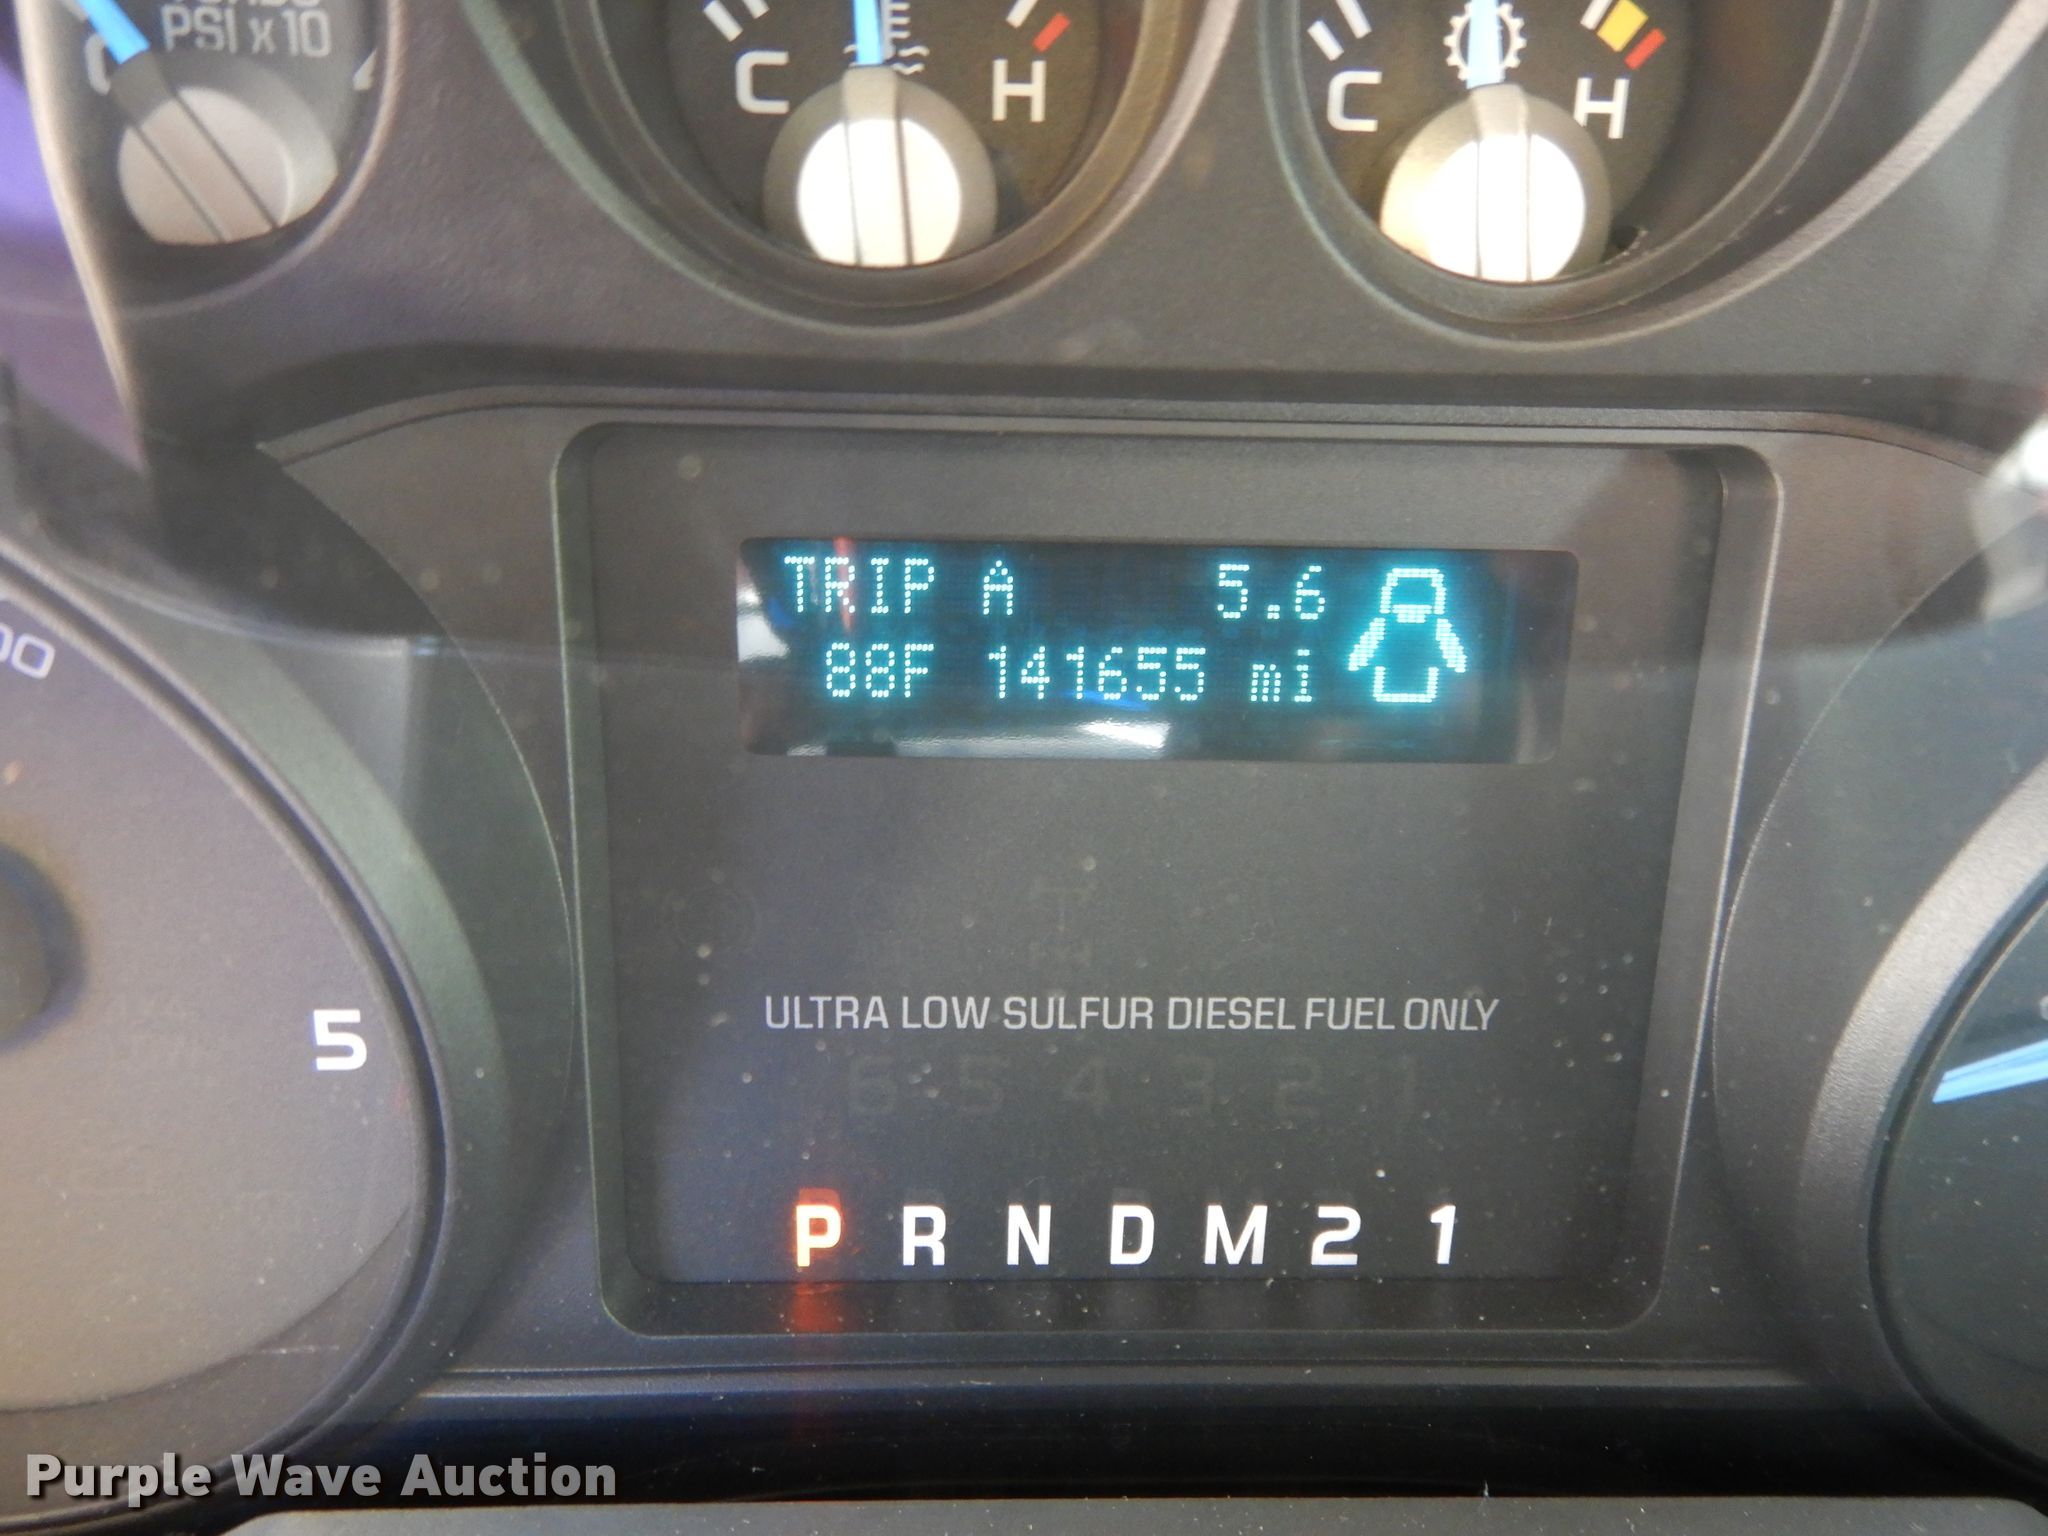 PSI x 10
C H
C H
TRIP A 5.6
88F 141655 mi
5
ULTRA LOW SULFUR DIESEL FUEL ONLY
6 5 4 3 2 1
P R N D M 2 1
Purple Wave Auction